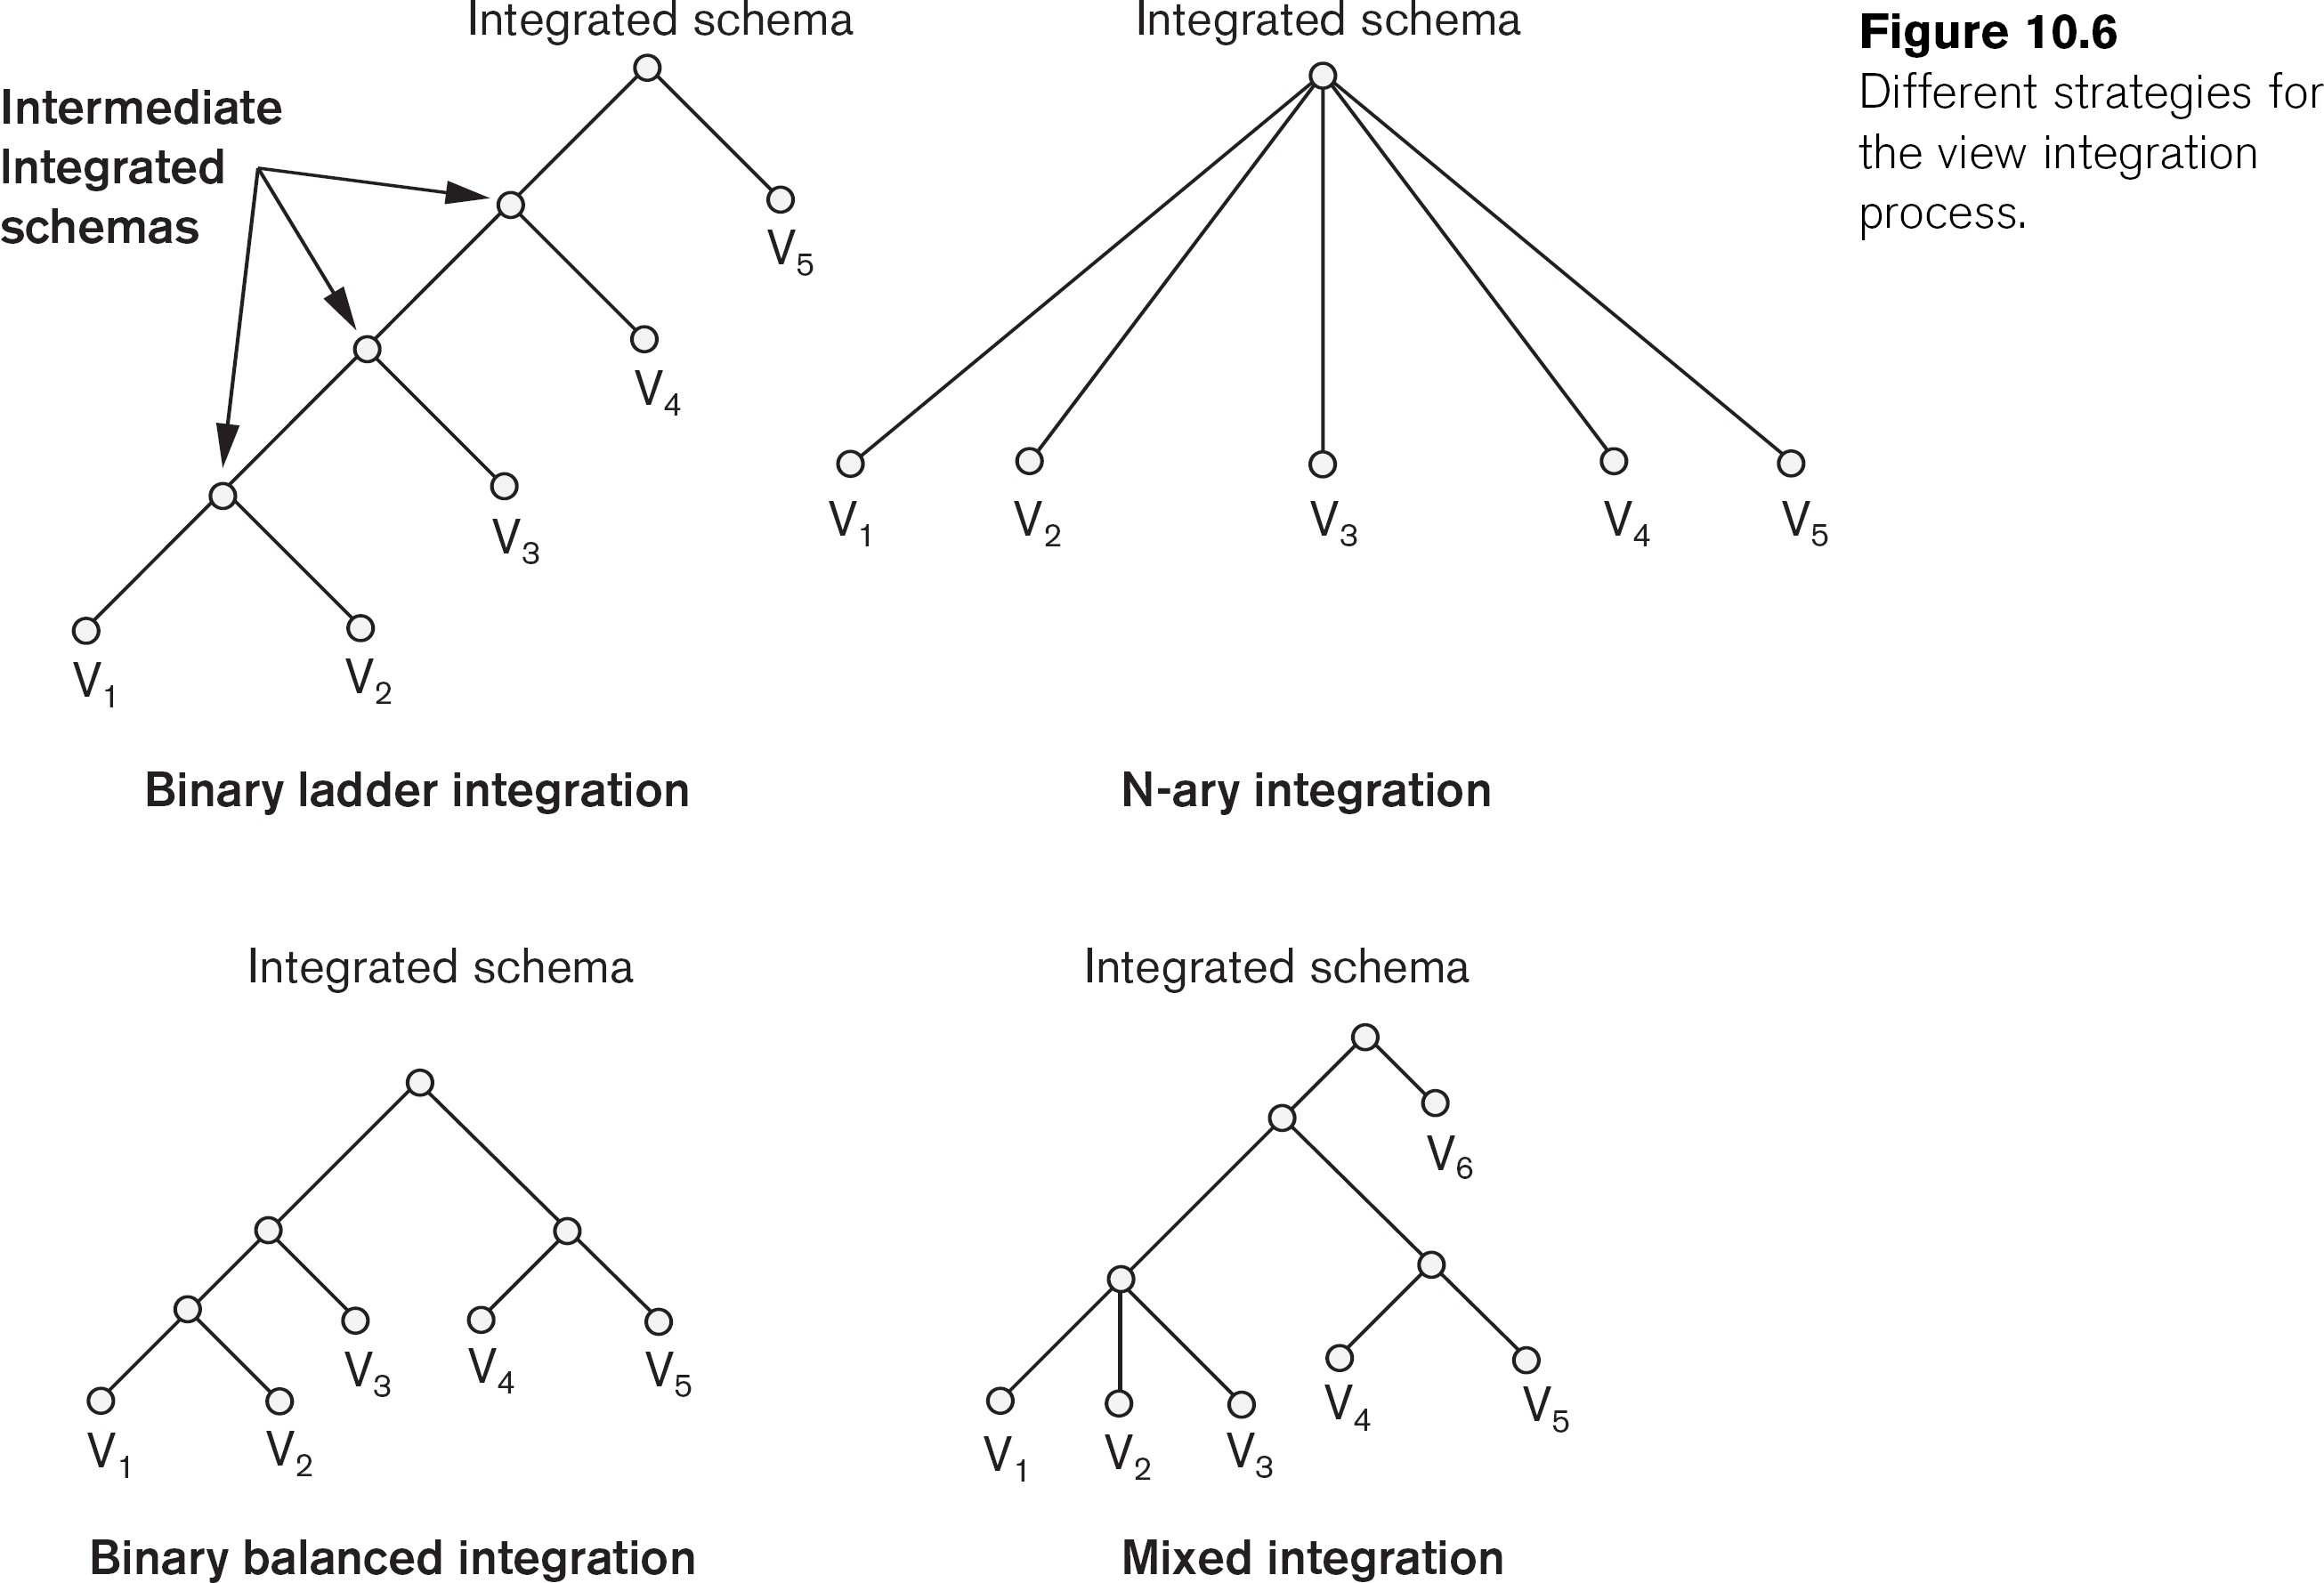 Integrated schema
Intermediate
Integrated
schemas
V5
V4
V3
V1
V2
Binary ladder integration
Integrated schema
V1
V2
V3
V4
V5
N-ary integration
Figure 10.6
Different strategies for
the view integration
process.
Integrated schema
V3
V4
V5
V1
V2
Binary balanced integration
Integrated schema
V6
V4
V5
V1
V2
V3
Mixed integration